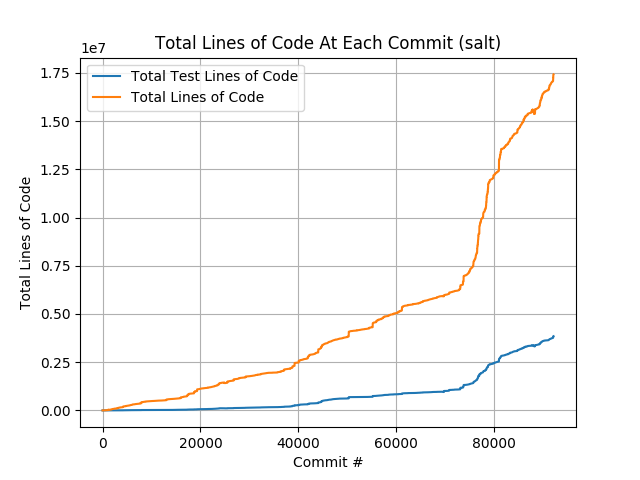 Total Lines of Code At Each Commit (salt)
1e7
Total Test Lines of Code
Total Lines of Code
1.75
1.50
1.25
1.00
0.75
0.50
0.25
0.00
Total Lines of Code
0 20000 40000 60000 80000
Commit #